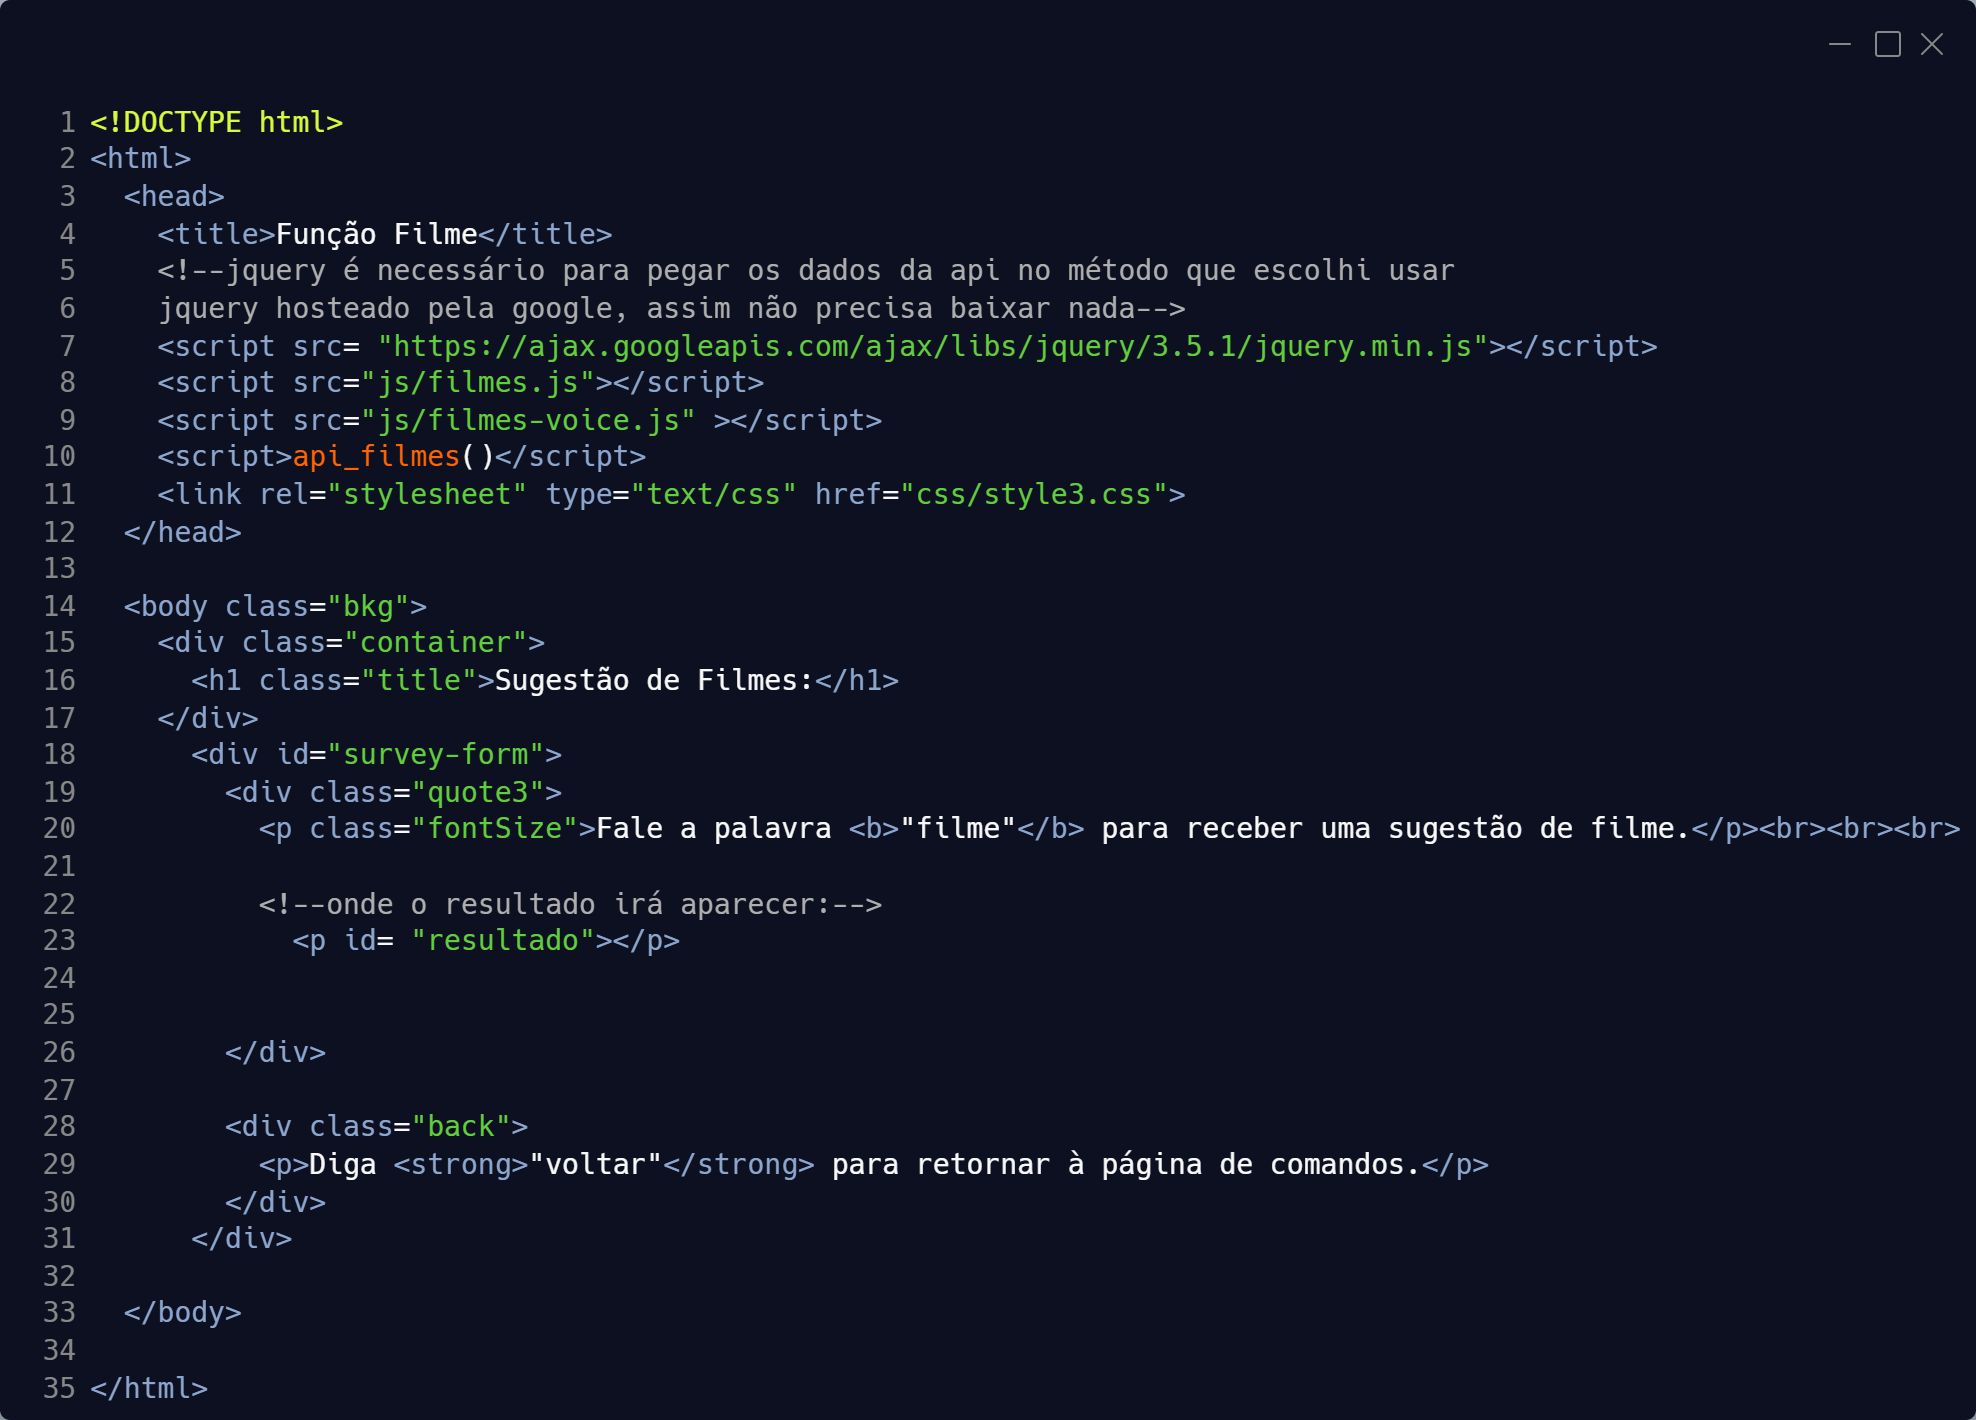 1 <!DOCTYPE html>
2 <html>
3   <head>
4     <title>Função Filme</title>
5     <!--jquery é necessário para pegar os dados da api no método que escolhi usar
6     jquery hosteado pela google, assim não precisa baixar nada-->
7     <script src= "https://ajax.googleapis.com/ajax/libs/jquery/3.5.1/jquery.min.js"></script>
8     <script src="js/filmes.js"></script>
9     <script src="js/filmes-voice.js" ></script>
10     <script>api_filmes()</script>
11     <link rel="stylesheet" type="text/css" href="css/style3.css">
12   </head>
13
14   <body class="bkg">
15     <div class="container">
16       <h1 class="title">Sugestão de Filmes:</h1>
17     </div>
18       <div id="survey-form">
19         <div class="quote3">
20           <p class="fontSize">Fale a palavra <b>"filme"</b> para receber uma sugestão de filme.</p><br><br><br>
21
22           <!--onde o resultado irá aparecer:-->
23             <p id= "resultado"></p>
24
25
26         </div>
27
28         <div class="back">
29           <p>Diga <strong>"voltar"</strong> para retornar à página de comandos.</p>
30         </div>
31       </div>
32
33   </body>
34
35 </html>